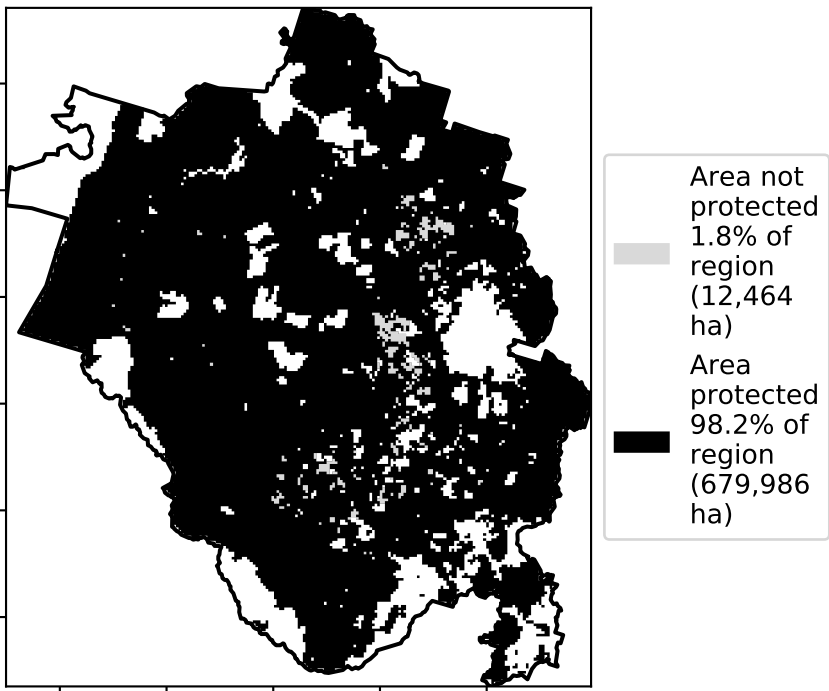 Area not
protected
1.8% of
region
(12,464
ha)
Area
protected
98.2% of
region
(679,986
ha)